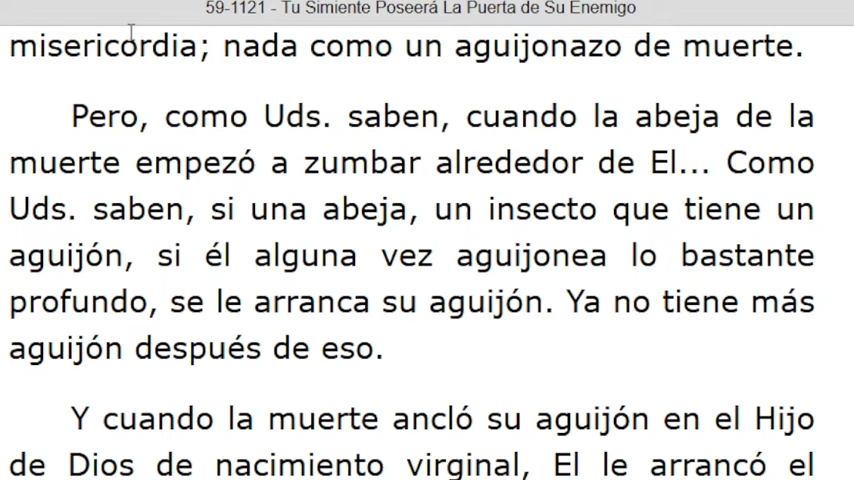 59-1121 - Tu Simiente Poseerá La Puerta de Su Enemigo
misericordia; nada como un aguijonazo de muerte.
Pero, como Uds. saben, cuando la abeja de la
muerte empezó a zumbar alrededor de El... Como
Uds. saben, si una abeja, un insecto que tiene un
aguijón, si él alguna vez aguijonea lo bastante
profundo, se le arranca su aguijón. Ya no tiene más
aguijón después de eso.
Y cuando la muerte ancló su aguijón en el Hijo
de Dios de nacimiento virginal, El le arrancó el